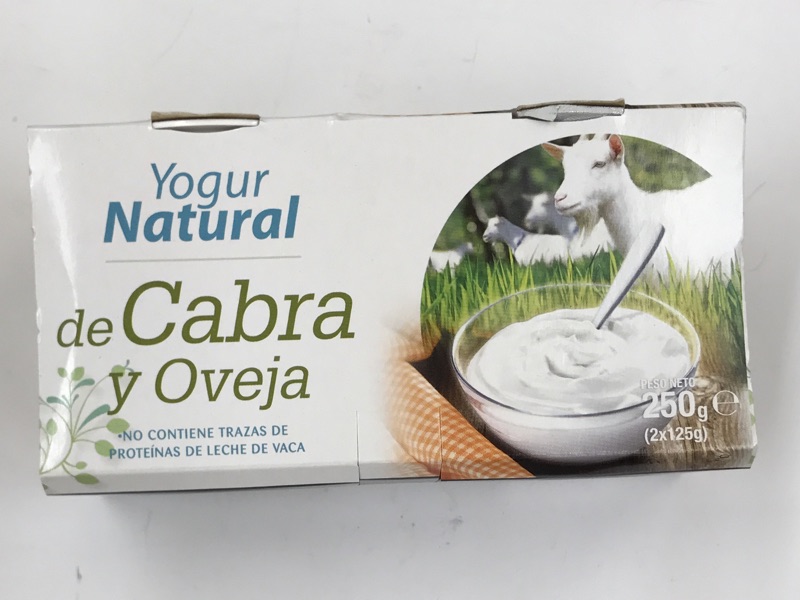 Yogur
Natural
de Cabra
y Oveja
•NO CONTIENE TRAZAS DE
PROTEÍNAS DE LECHE DE VACA
PESO NETO
250g ℮
(2x125g)